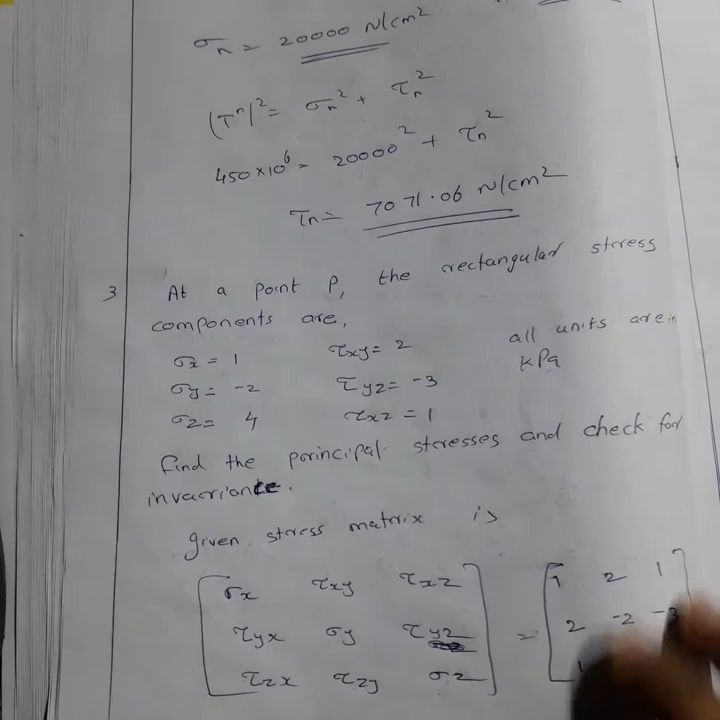 σn = 20000 N/cm²
(Tⁿ)² = σn² + τn²
450×10⁶ = 20000² + τn²
τn = 7071.06 N/cm²
3 At a point P, the rectangular stress
components are,
σx = 1 τxy = 2 all units are in
σy = -2 τyz = -3 kPa
σz = 4 τxz = 1
find the porincipal stresses and check for
invariance.
given stress matrix is
[ σx τxy τxz ] [ 1 2 1 ]
[ τyx σy τyz ] = [ 2 -2 -3 ]
[ τzx τzy σz ] [ 1